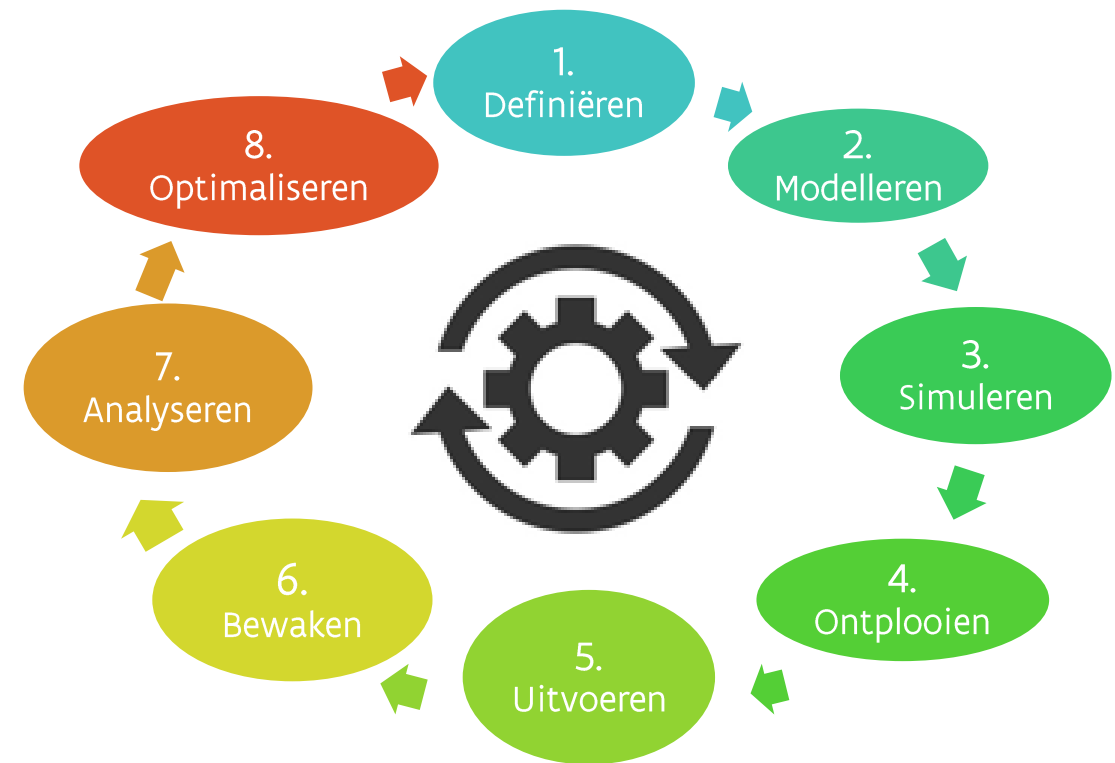 1.
Definiëren
2.
Modelleren
3.
Simuleren
4.
Ontplooien
5.
Uitvoeren
6.
Bewaken
7.
Analyseren
8.
Optimaliseren